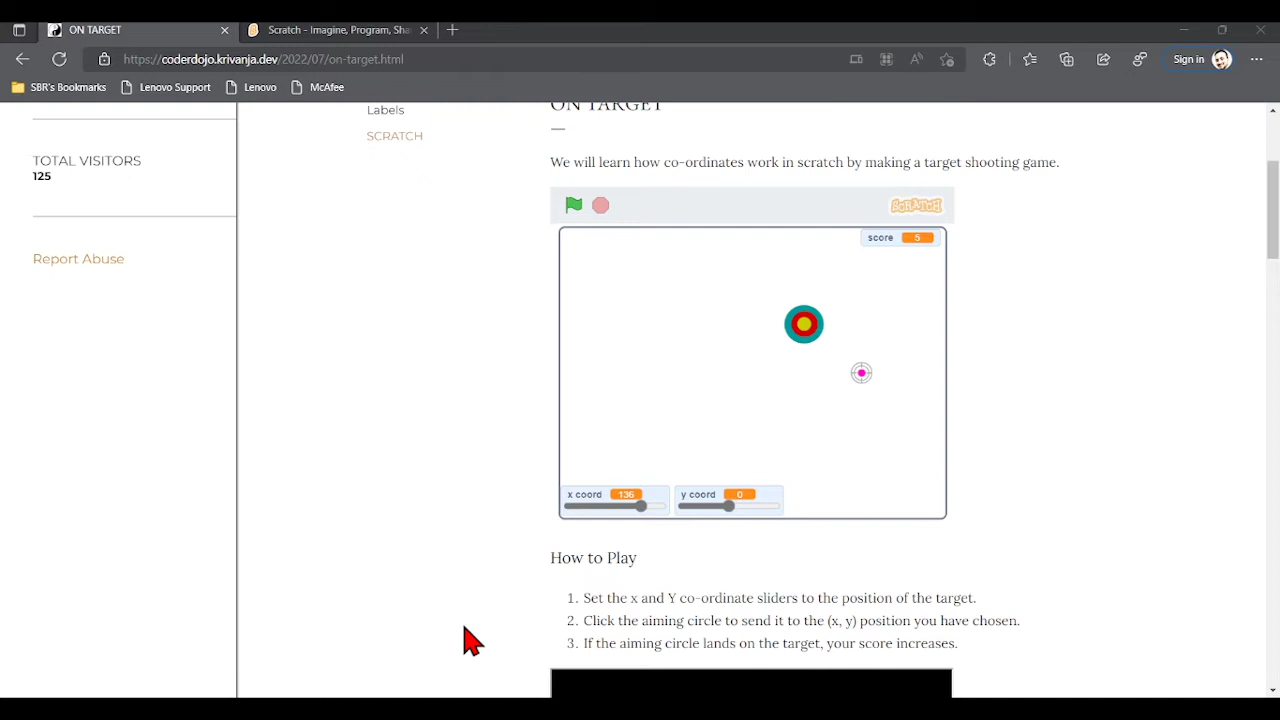 ON TARGET
Scratch - Imagine, Program, Sha
https://coderdojo.krivanja.dev/2022/07/on-target.html
Sign in
SBR's Bookmarks
Lenovo Support
Lenovo
McAfee
TOTAL VISITORS
125
Report Abuse
Labels
SCRATCH
ON TARGET
We will learn how co-ordinates work in scratch by making a target shooting game.
SCRATCH
score 5
x coord 136
y coord 0
How to Play
1. Set the x and Y co-ordinate sliders to the position of the target.
2. Click the aiming circle to send it to the (x, y) position you have chosen.
3. If the aiming circle lands on the target, your score increases.